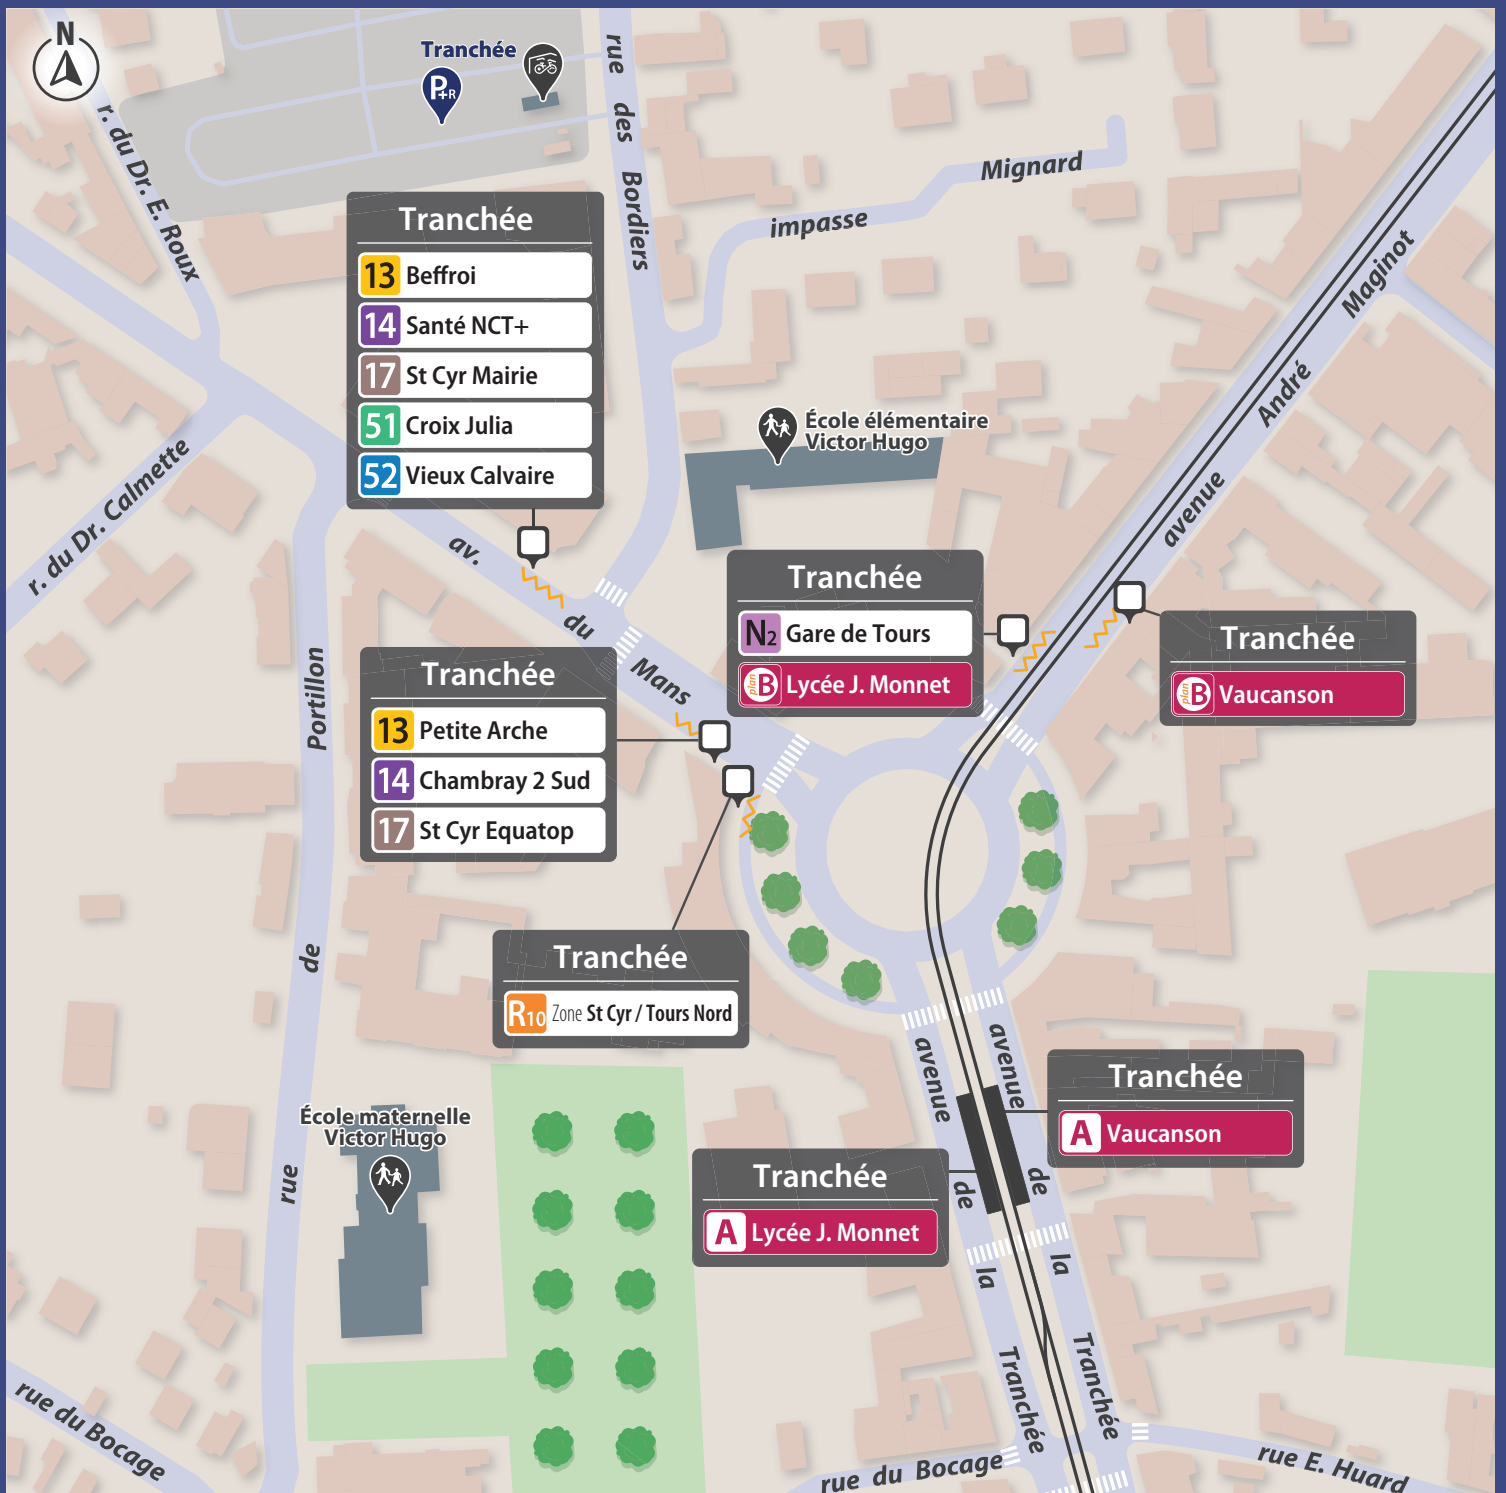 N
Tranchée
P+R
r. du Dr. E. Roux
rue des Bordiers
impasse Mignard
avenue André Maginot
Tranchée
13 Beffroi
14 Santé NCT+
17 St Cyr Mairie
51 Croix Julia
52 Vieux Calvaire
École élémentaire
Victor Hugo
r. du Dr. Calmette
av. du Mans
Tranchée
N2 Gare de Tours
plan B Lycée J. Monnet
Tranchée
plan B Vaucanson
rue de Portillon
Tranchée
13 Petite Arche
14 Chambray 2 Sud
17 St Cyr Equatop
Tranchée
R10 Zone St Cyr / Tours Nord
avenue de la Tranchée
avenue de la Tranchée
Tranchée
A Vaucanson
École maternelle
Victor Hugo
Tranchée
A Lycée J. Monnet
rue du Bocage
rue du Bocage
rue E. Huard